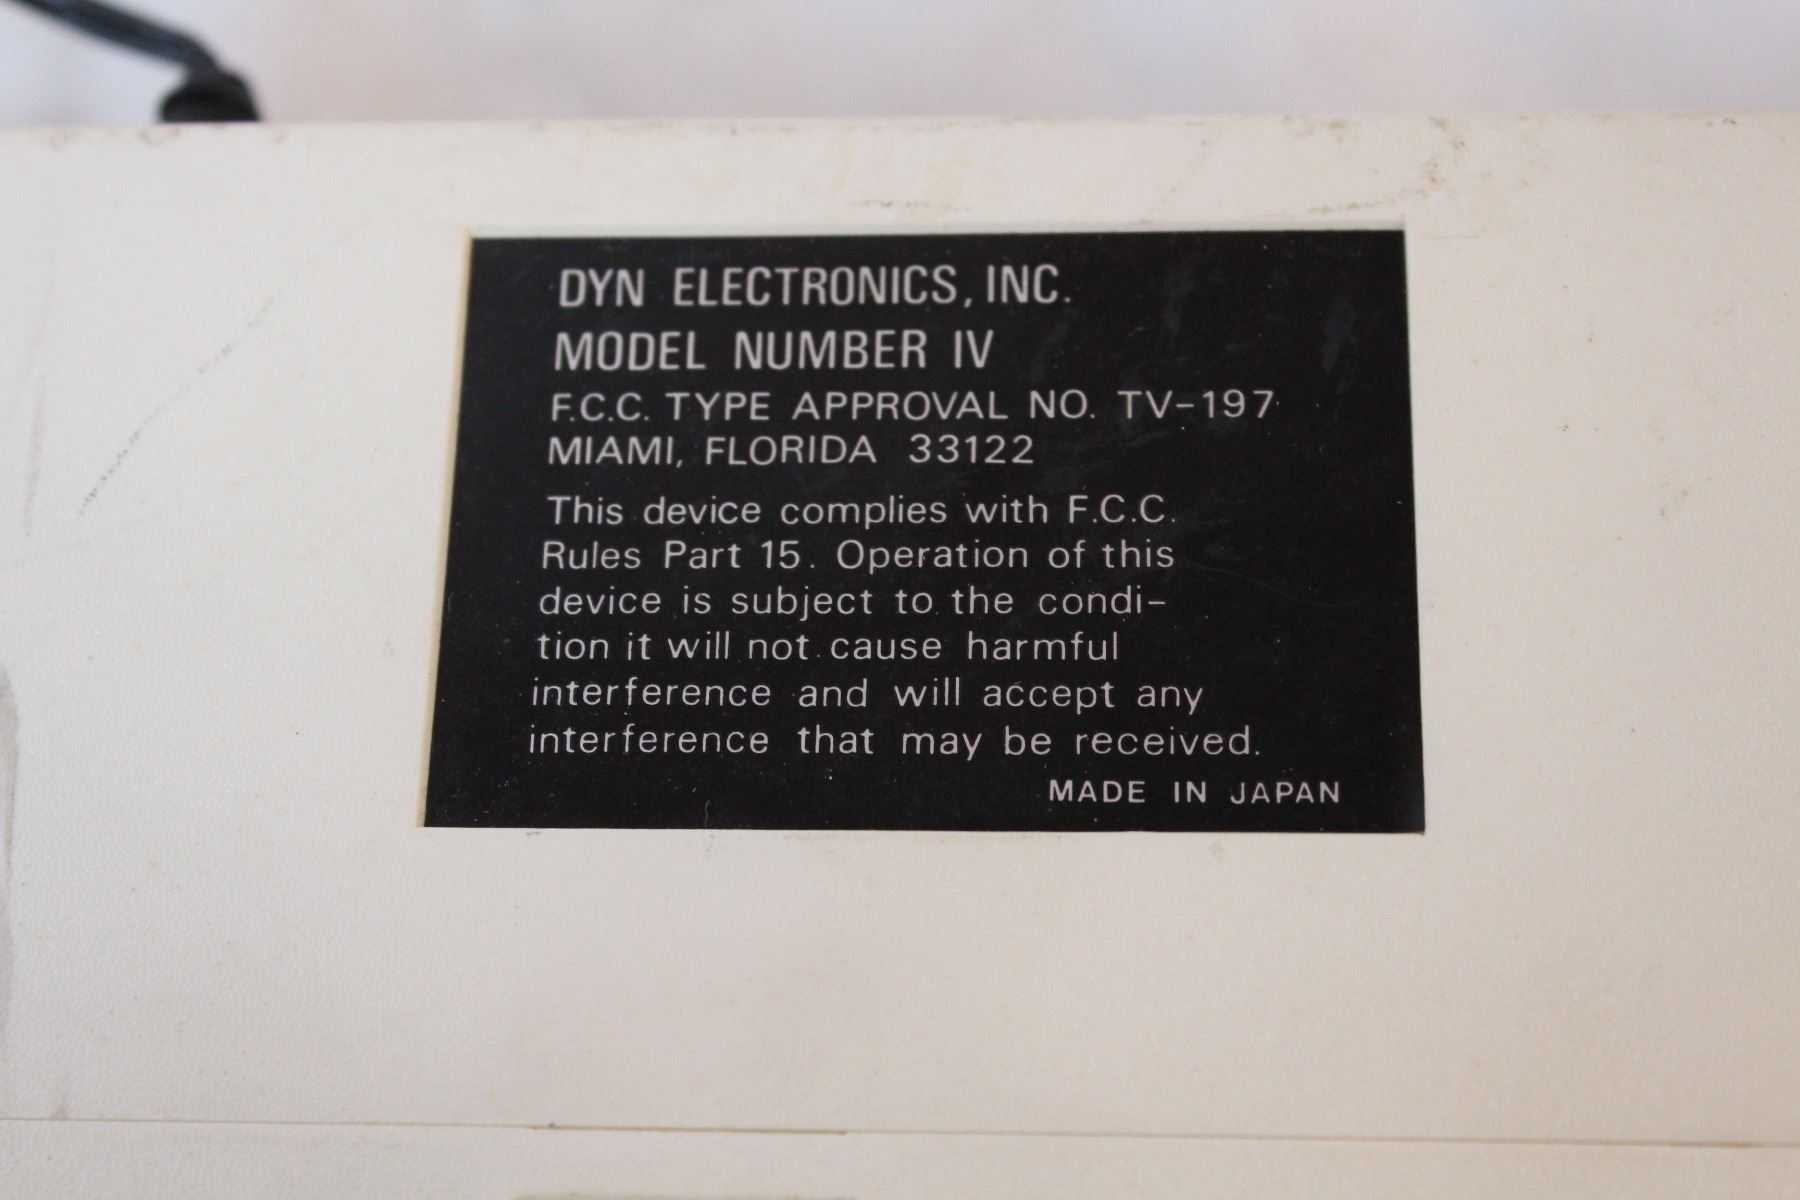 DYN ELECTRONICS, INC.
MODEL NUMBER IV
F.C.C. TYPE APPROVAL NO. TV-197
MIAMI, FLORIDA 33122
This device complies with F.C.C.
Rules Part 15. Operation of this
device is subject to the condi-
tion it will not cause harmful
interference and will accept any
interference that may be received.
MADE IN JAPAN